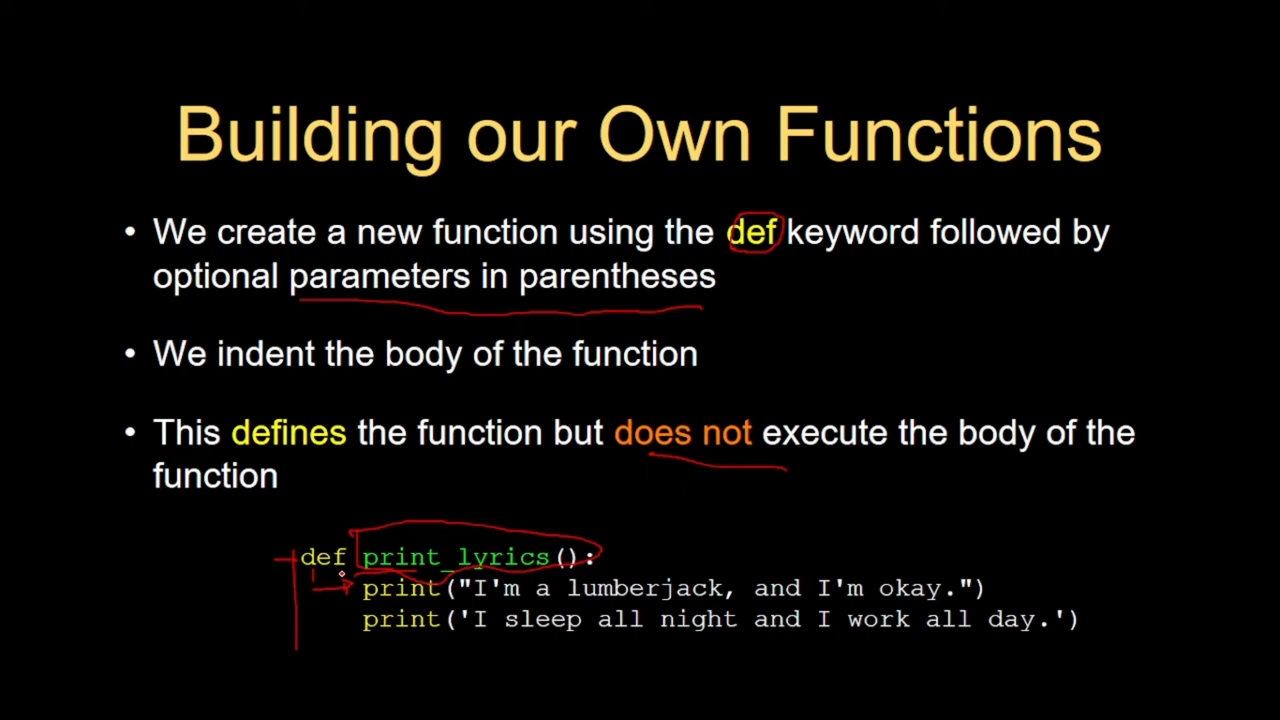 Building our Own Functions
• We create a new function using the def keyword followed by
optional parameters in parentheses
• We indent the body of the function
• This defines the function but does not execute the body of the
function
def print_lyrics():
    print("I'm a lumberjack, and I'm okay.")
    print('I sleep all night and I work all day.')